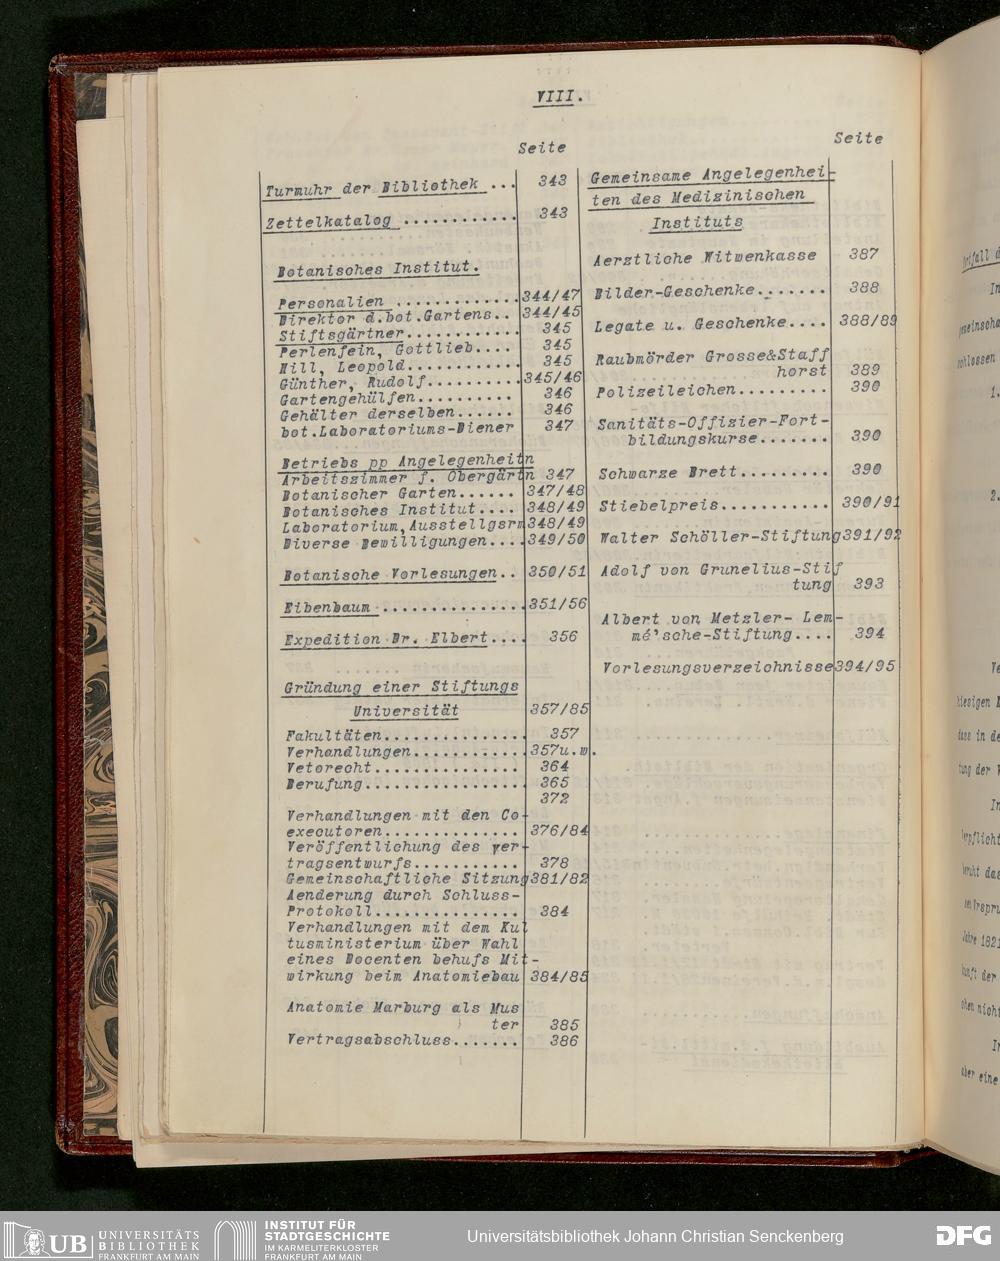 VIII.
Seite
Turmuhr der Bibliothek ... 343
Zettelkatalog ............ 343
Botanisches Institut.
Personalien ............. 344/47
Direktor d.bot.Gartens.. 344/45
Stiftsgärtner........... 345
Perlenfein, Gottlieb.... 345
Hill, Leopold........... 345
Günther, Rudolf.......... 345/46
Gartengehülfen.......... 346
Gehälter derselben...... 346
bot.Laboratoriums-Diener 347
Betriebs pp Angelegenheitn
Arbeitszimmer f. Obergärtn 347
Botanischer Garten...... 347/48
Botanisches Institut.... 348/49
Laboratorium,Ausstellgsrm 348/49
Diverse Bewilligungen.... 349/50
Botanische Vorlesungen.. 350/51
Eibenbaum ............... 351/56
Expedition Dr. Elbert.... 356
Gründung einer Stiftungs
Universität 357/85
Fakultäten............... 357
Verhandlungen............ 357u.w.
Vetorecht............... 364
Berufung................. 365
372
Verhandlungen mit den Co-
executoren.............. 376/84
Veröffentlichung des ver-
tragsentwurfs........... 378
Gemeinschaftliche Sitzung 381/82
Aenderung durch Schluss-
Protokoll............... 384
Verhandlungen mit dem Kul
tusministerium über Wahl
eines Docenten behufs Mit-
wirkung beim Anatomiebau 384/85
Anatomie Marburg als Mus
ter 385
Vertragsabschluss....... 386
Seite
Gemeinsame Angelegenhei-
ten des Medizinischen
Instituts
Aerztliche Witwenkasse 387
Bilder-Geschenke....... 388
Legate u. Geschenke.... 388/89
Raubmörder Grosse&Staff
horst 389
Polizeileichen......... 390
Sanitäts-Offizier-Fort-
bildungskurse....... 390
Schwarze Brett......... 390
Stiebelpreis........... 390/91
Walter Schöller-Stiftung 391/92
Adolf von Grunelius-Stif
tung 393
Albert von Metzler- Lem-
mé'sche-Stiftung.... 394
Vorlesungsverzeichnisse 394/95
UB UNIVERSITÄTS
BIBLIOTHEK
FRANKFURT AM MAIN
INSTITUT FÜR
STADTGESCHICHTE
IM KARMELITERKLOSTER
FRANKFURT AM MAIN
Universitätsbibliothek Johann Christian Senckenberg
DFG